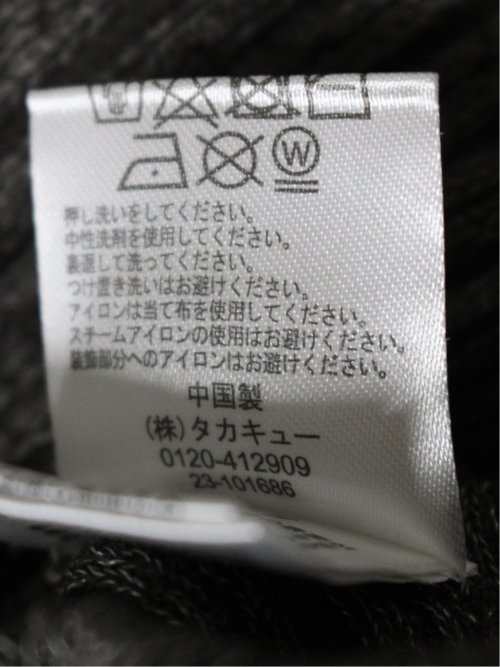 W
押し洗いをしてください。
中性洗剤を使用してください。
裏返して洗ってください。
つけ置き洗いはお避けください。
アイロンは当て布を使用してください。
スチームアイロンの使用はお避けください。
装飾部分へのアイロンはお避けください。
中国製
(株)タカキュー
0120-412909
23-101686